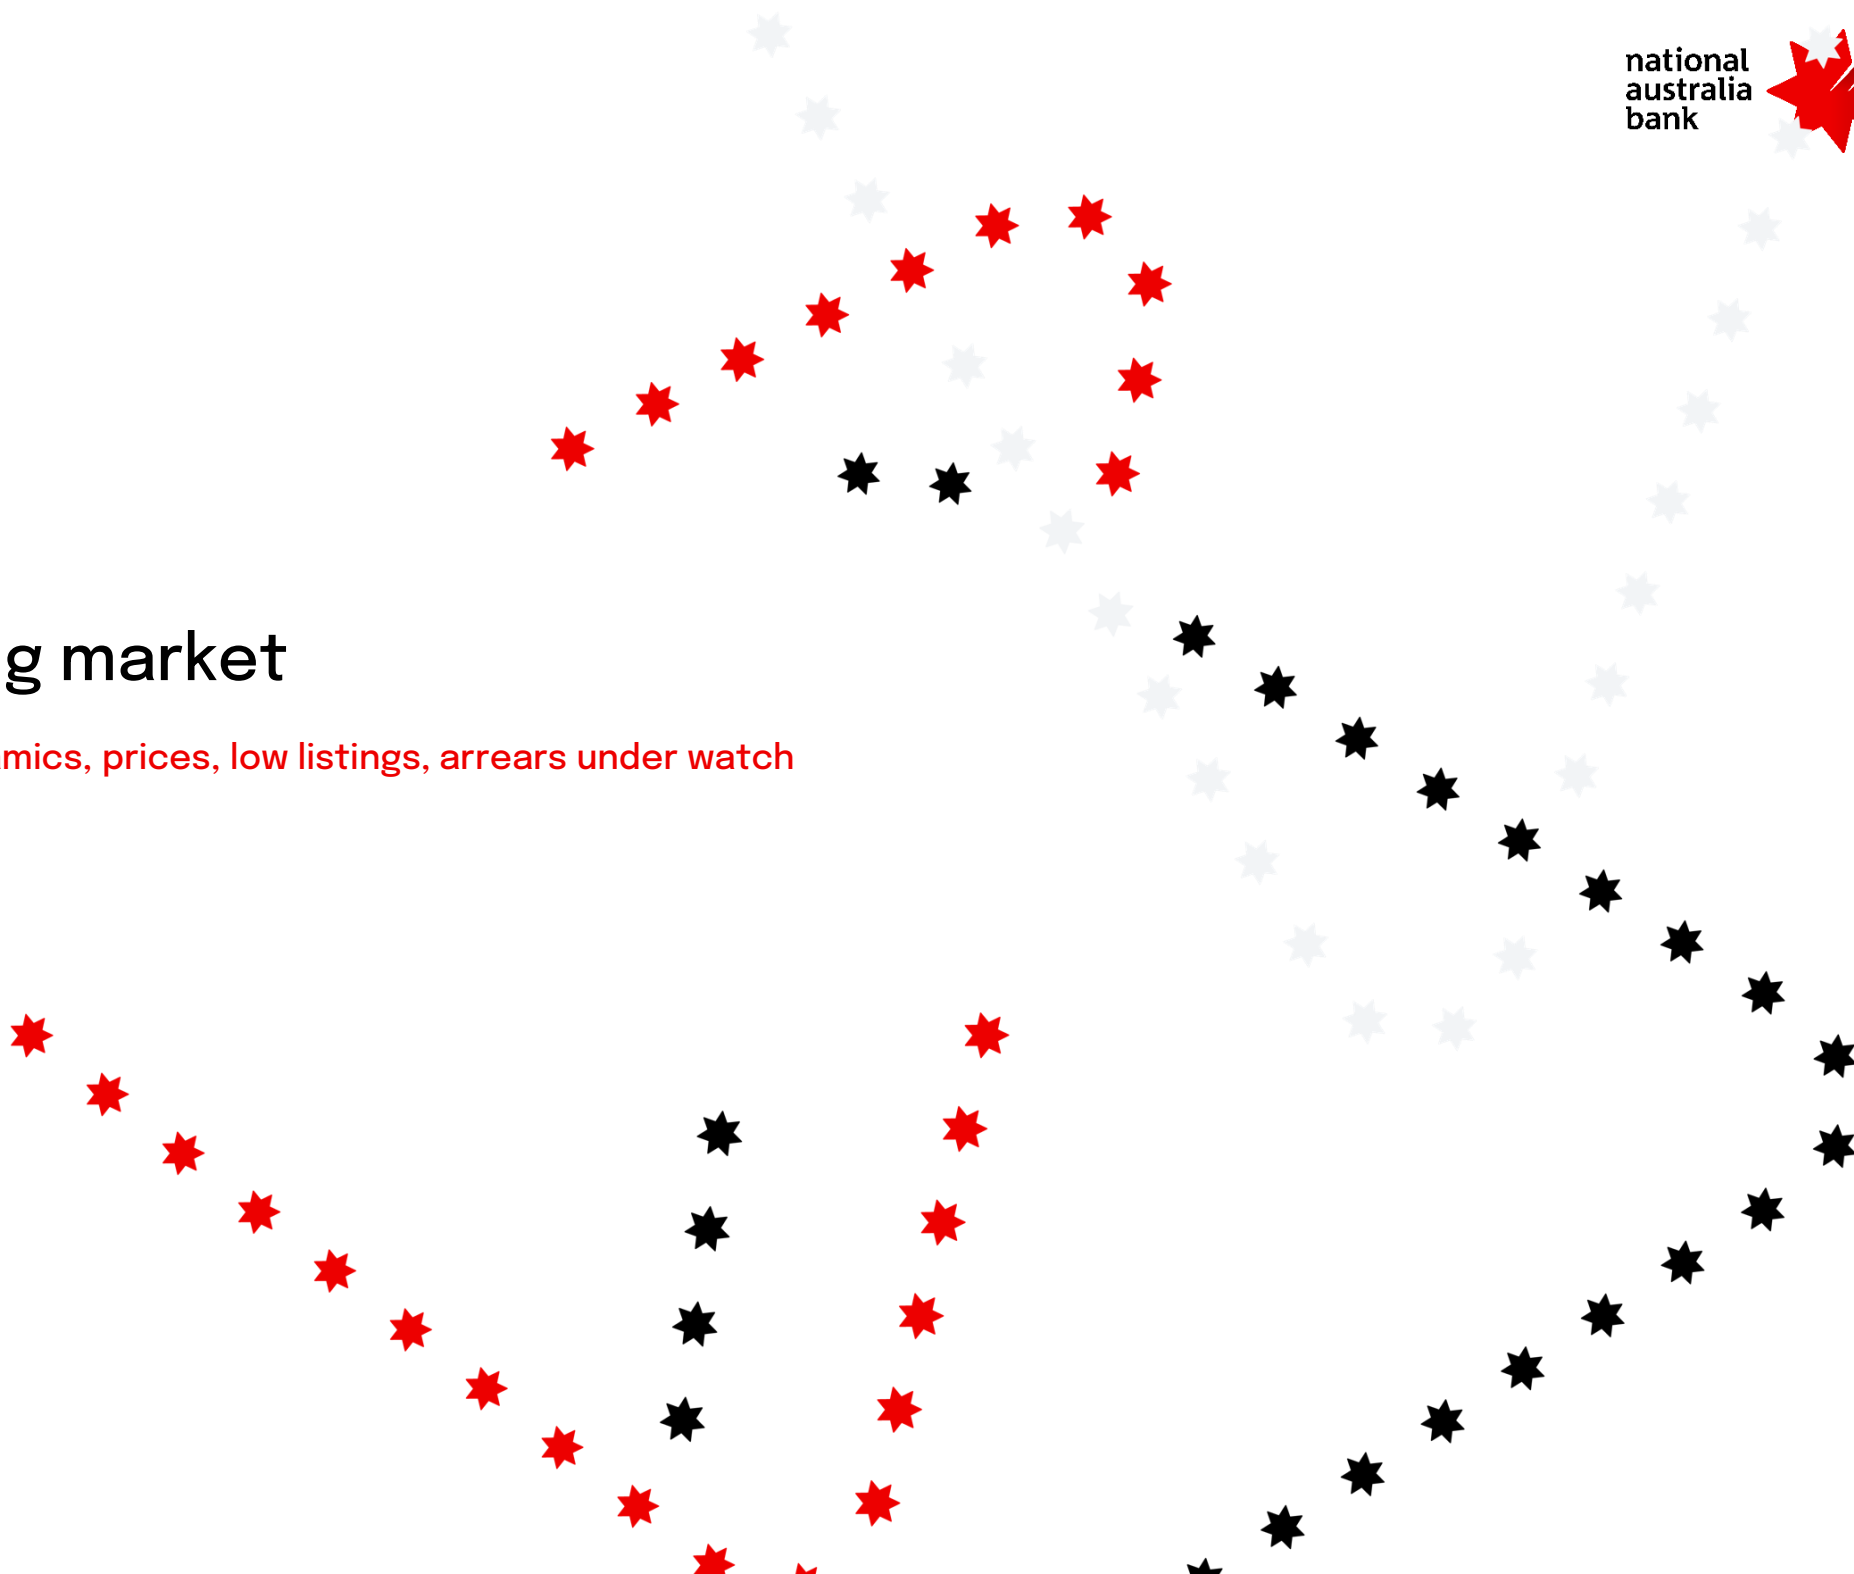 national
australia
bank
g market
mics, prices, low listings, arrears under watch